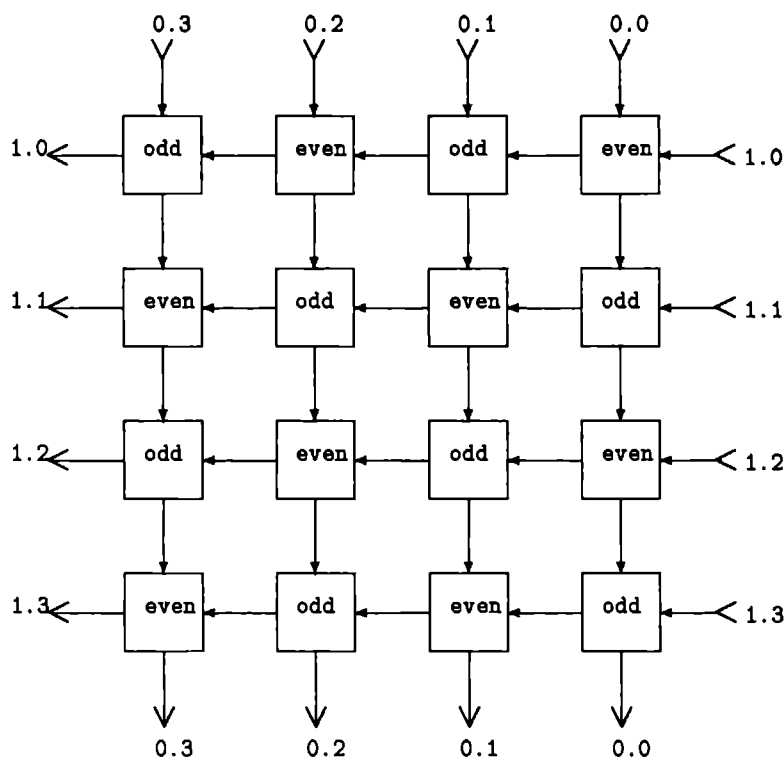 0.3 0.2 0.1 0.0
1.0 odd even odd even 1.0
1.1 even odd even odd 1.1
1.2 odd even odd even 1.2
1.3 even odd even odd 1.3
0.3 0.2 0.1 0.0